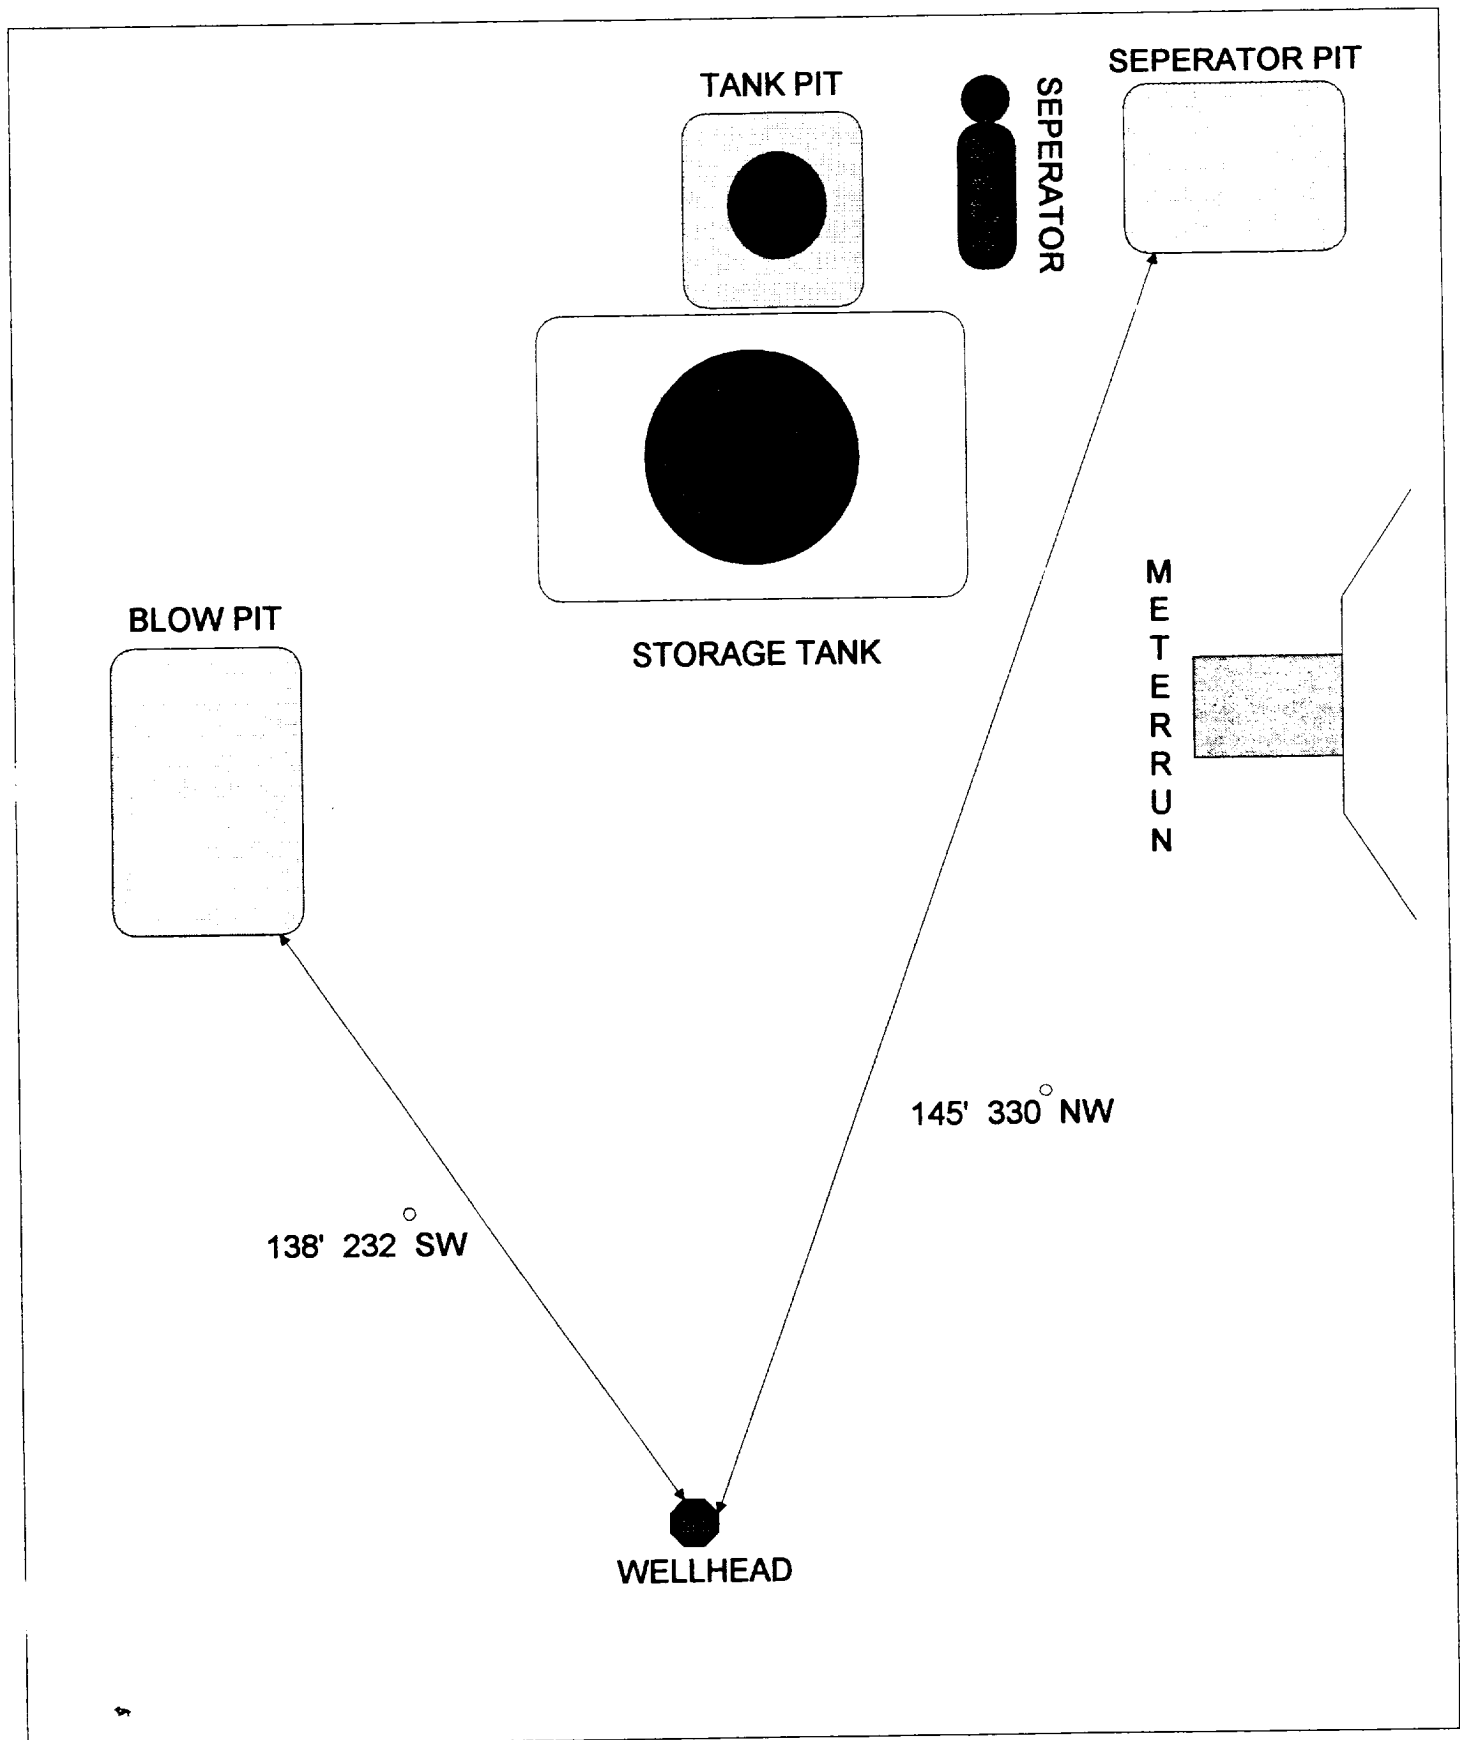 SEPERATOR PIT
TANK PIT
SEPERATOR
METERRUN
BLOW PIT
STORAGE TANK
145' 330° NW
138' 232° SW
WELLHEAD